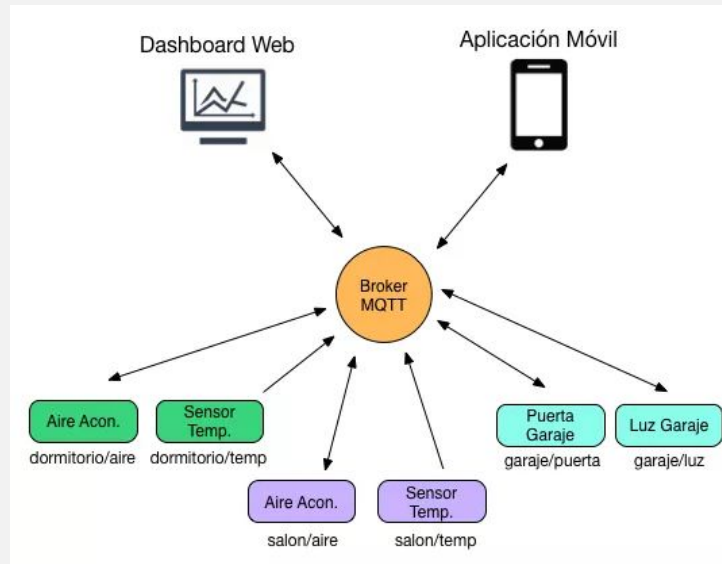 Dashboard Web
Aplicación Móvil
Broker
MQTT
Aire Acon.
Sensor
Temp.
Puerta
Garaje
Luz Garaje
dormitorio/aire
dormitorio/temp
garaje/puerta
garaje/luz
Aire Acon.
Sensor
Temp.
salon/aire
salon/temp